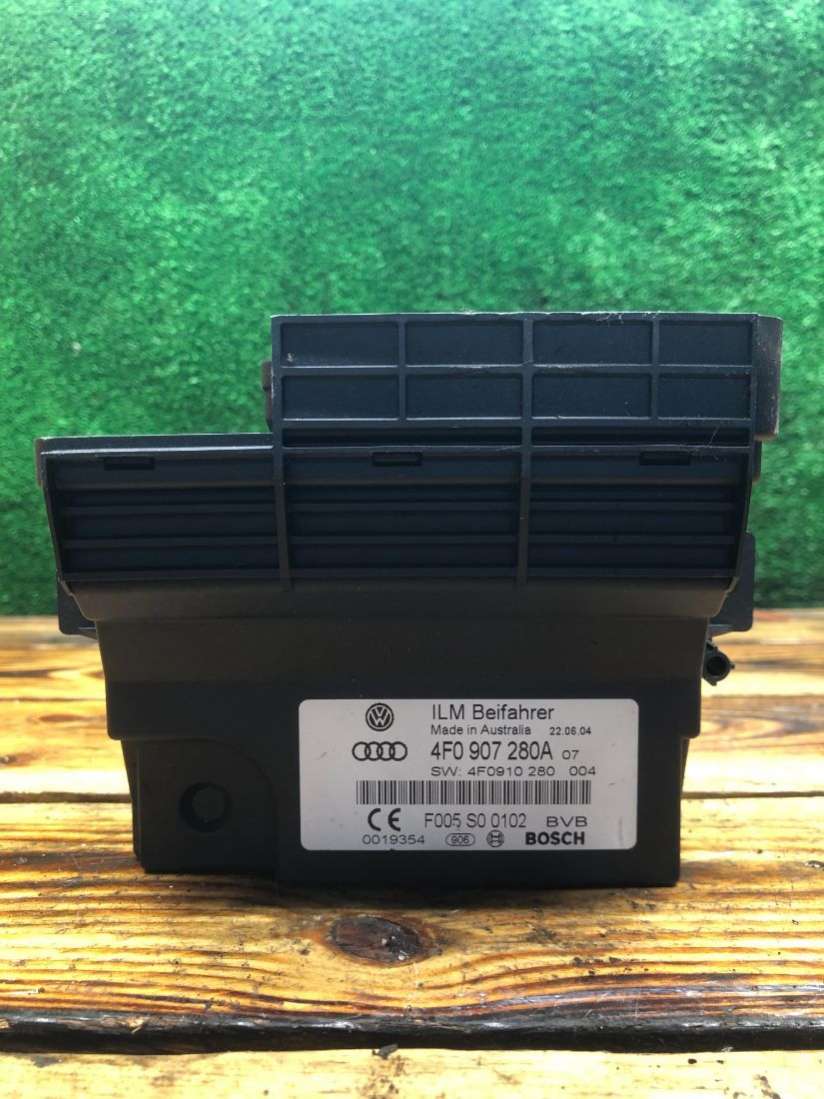 ILM Beifahrer
Made in Australia 22.06.04
4F0 907 280A 07
SW: 4F0910 280 004
CE F005 S0 0102 BVB
0019354 906 BOSCH